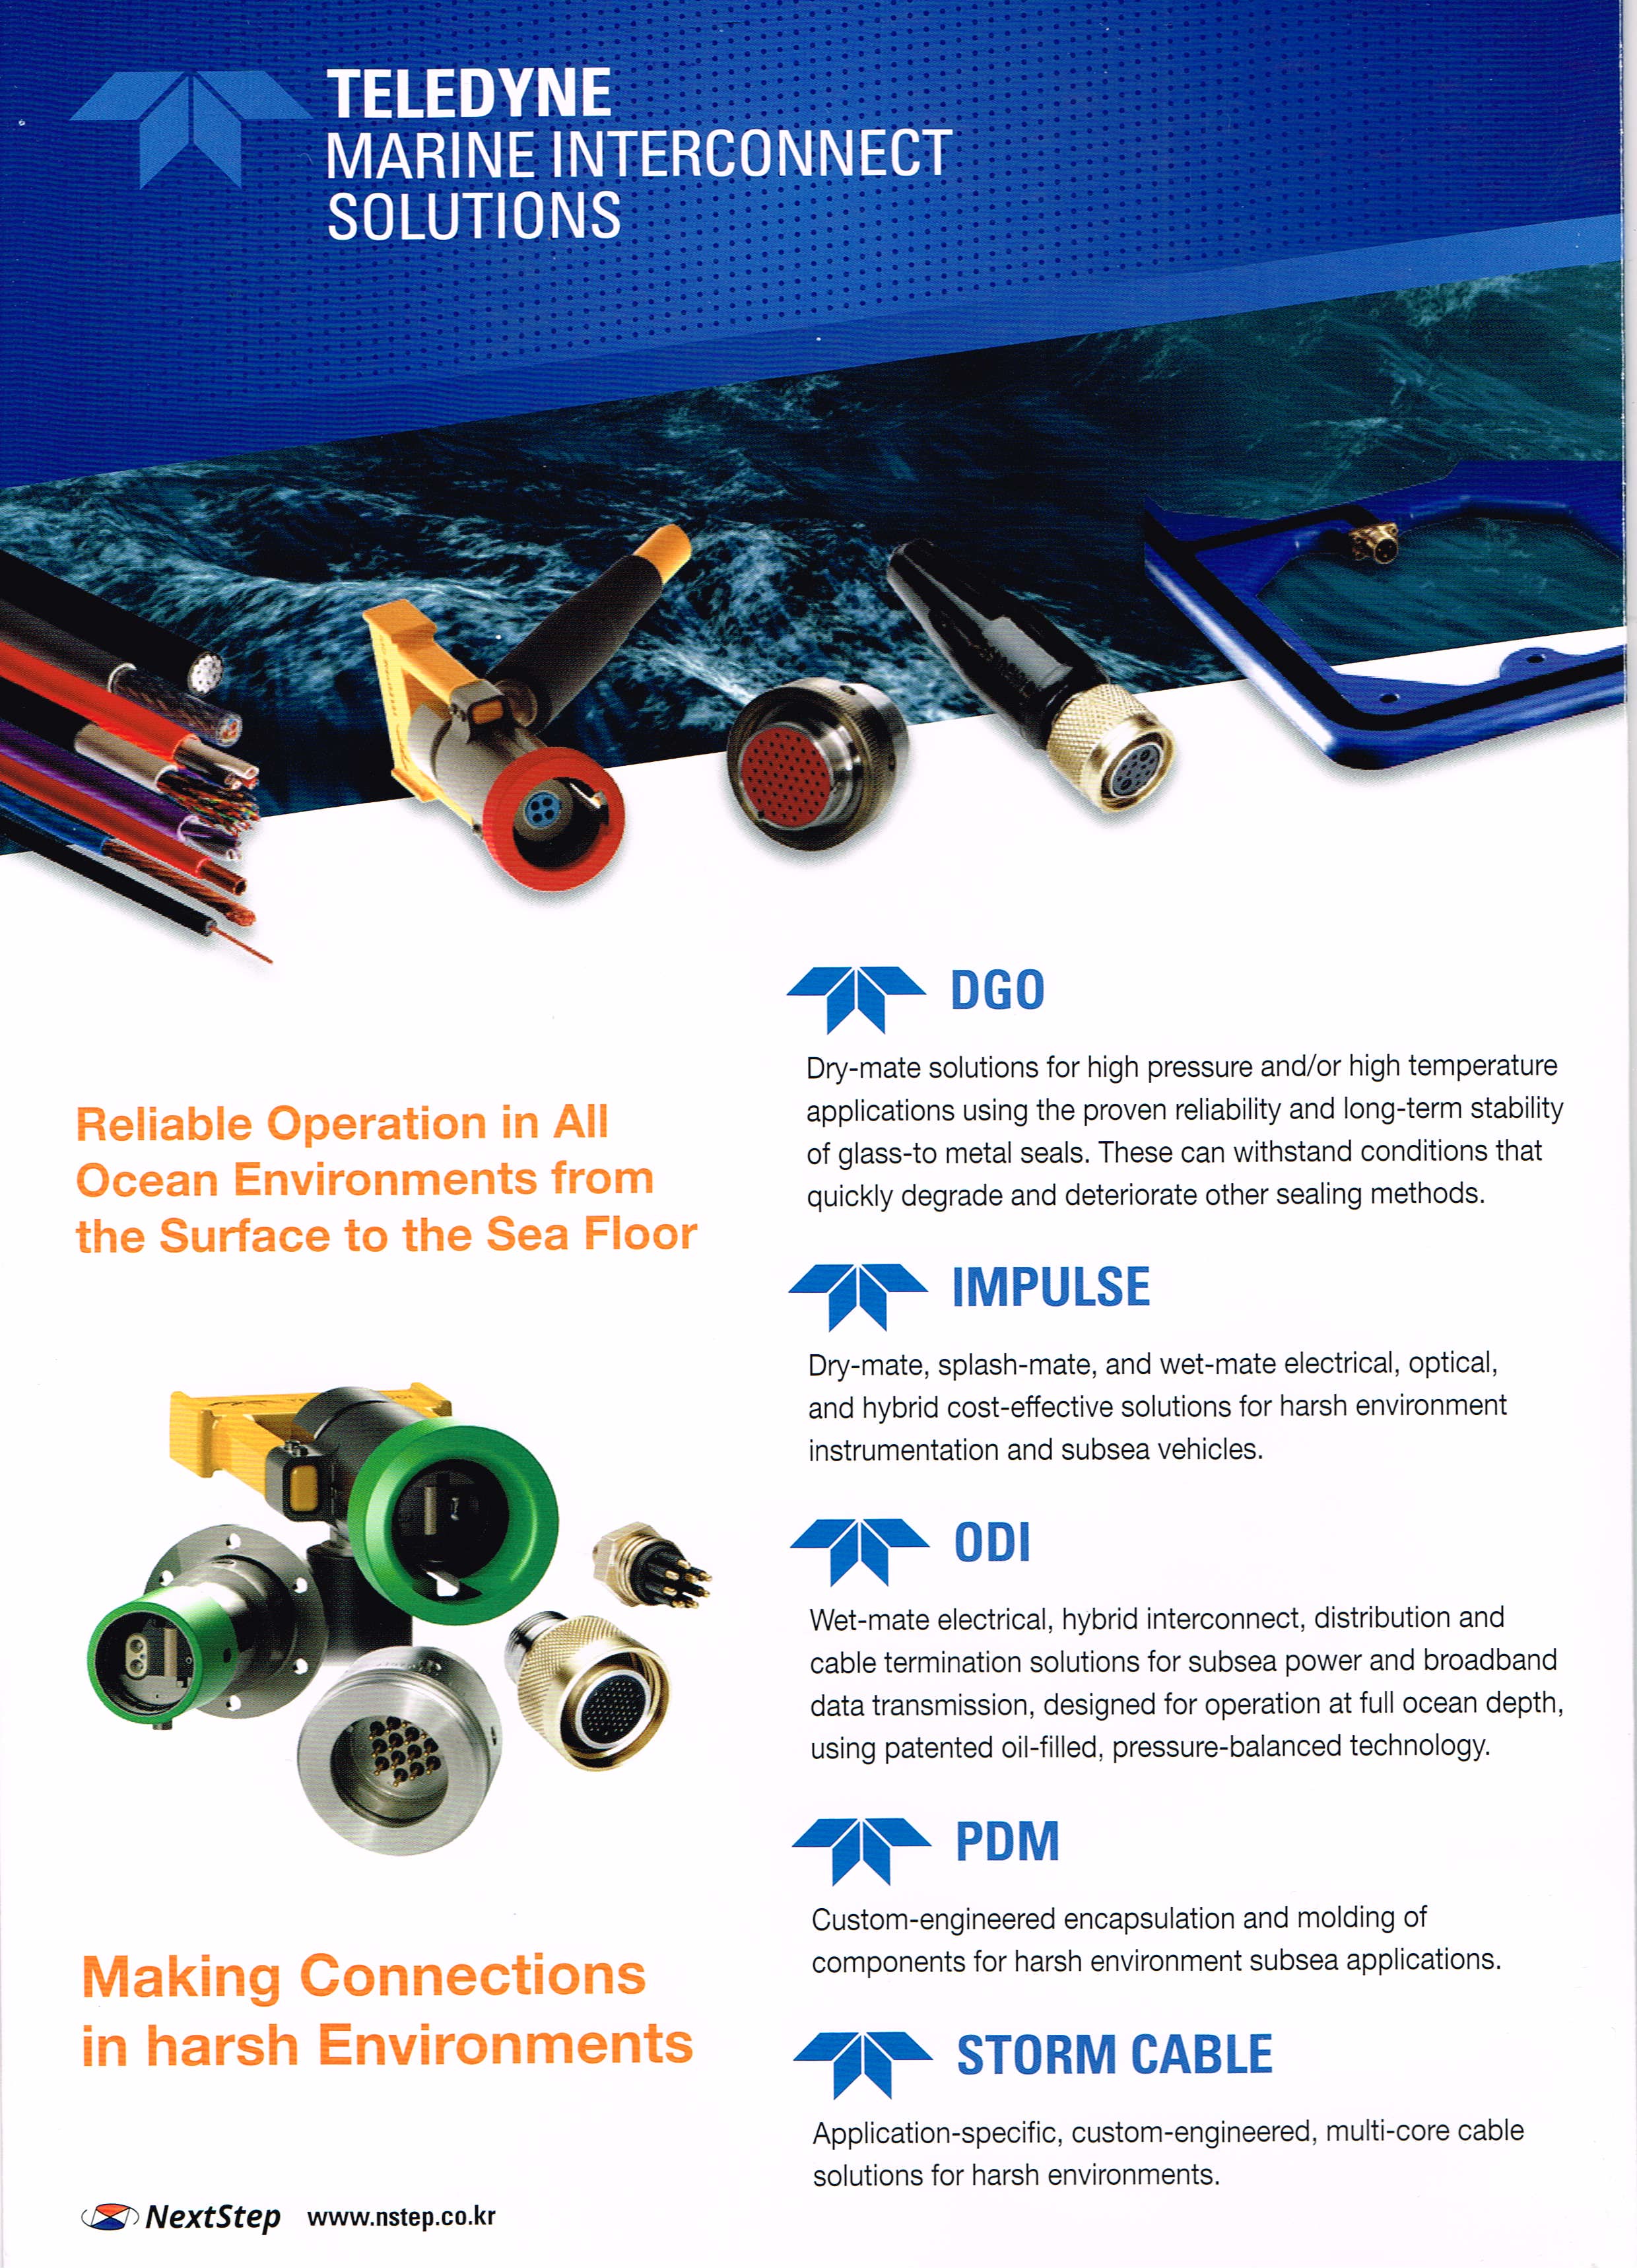 TELEDYNE
MARINE INTERCONNECT
SOLUTIONS
Reliable Operation in All
Ocean Environments from
the Surface to the Sea Floor
Making Connections
in harsh Environments
NextStep www.nstep.co.kr
DGO
Dry-mate solutions for high pressure and/or high temperature
applications using the proven reliability and long-term stability
of glass-to metal seals. These can withstand conditions that
quickly degrade and deteriorate other sealing methods.
IMPULSE
Dry-mate, splash-mate, and wet-mate electrical, optical,
and hybrid cost-effective solutions for harsh environment
instrumentation and subsea vehicles.
ODI
Wet-mate electrical, hybrid interconnect, distribution and
cable termination solutions for subsea power and broadband
data transmission, designed for operation at full ocean depth,
using patented oil-filled, pressure-balanced technology.
PDM
Custom-engineered encapsulation and molding of
components for harsh environment subsea applications.
STORM CABLE
Application-specific, custom-engineered, multi-core cable
solutions for harsh environments.